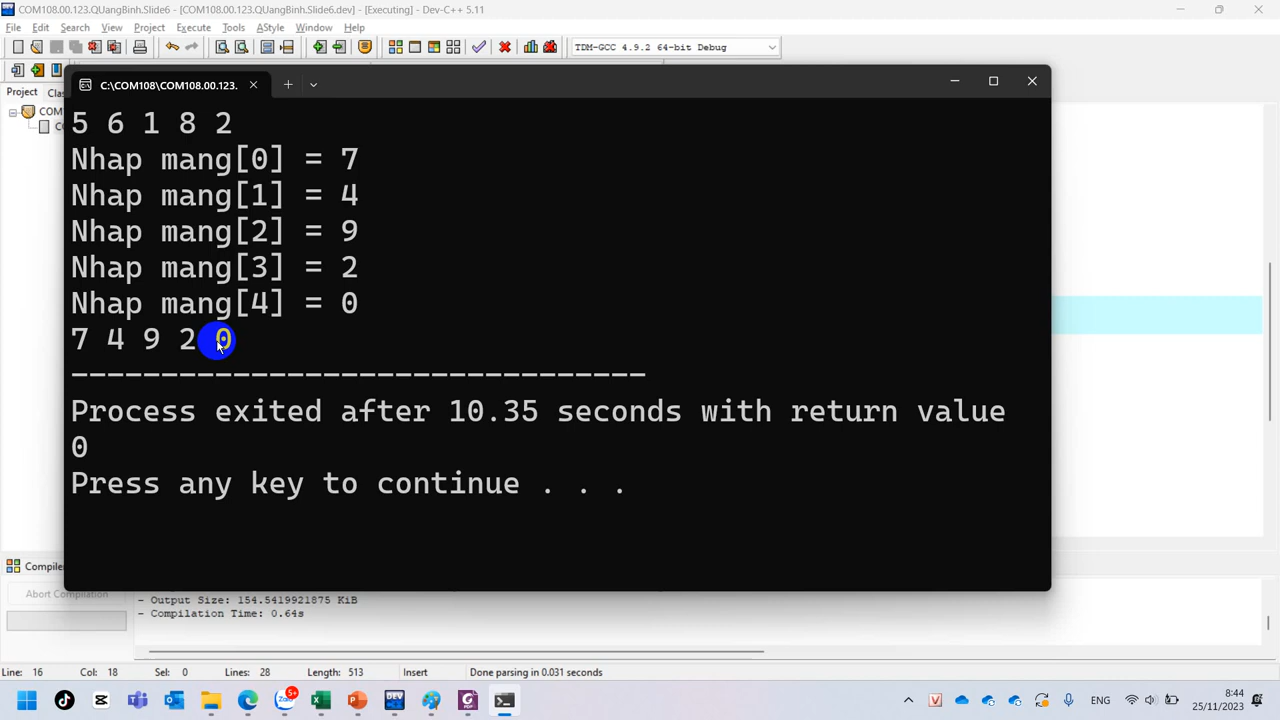 COM108.00.123.QUangBinh.Slide6 - [COM108.00.123.QUangBinh.Slide6.dev] - [Executing] - Dev-C++ 5.11
File Edit Search View Project Execute Tools AStyle Window Help
TDM-GCC 4.9.2 64-bit Debug
Project Clas
COM
C:\COM108\COM108.00.123.
5 6 1 8 2
Nhap mang[0] = 7
Nhap mang[1] = 4
Nhap mang[2] = 9
Nhap mang[3] = 2
Nhap mang[4] = 0
7 4 9 2 0
--------------------------------
Process exited after 10.35 seconds with return value
0
Press any key to continue . . .
Compiler
Abort Compilation
- Output Size: 154.5419921875 KiB
- Compilation Time: 0.64s
Line: 16 Col: 18 Sel: 0 Lines: 28 Length: 513 Insert Done parsing in 0.031 seconds
5+
ENG
8:44
25/11/2023